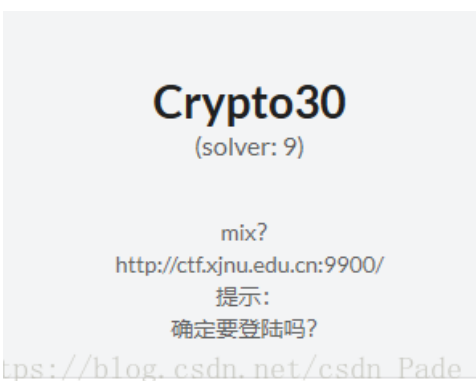 Crypto30
(solver: 9)
mix?
http://ctf.xjnu.edu.cn:9900/
提示：
确定要登陆吗？
tps://blog.csdn.net/csdn_Pade